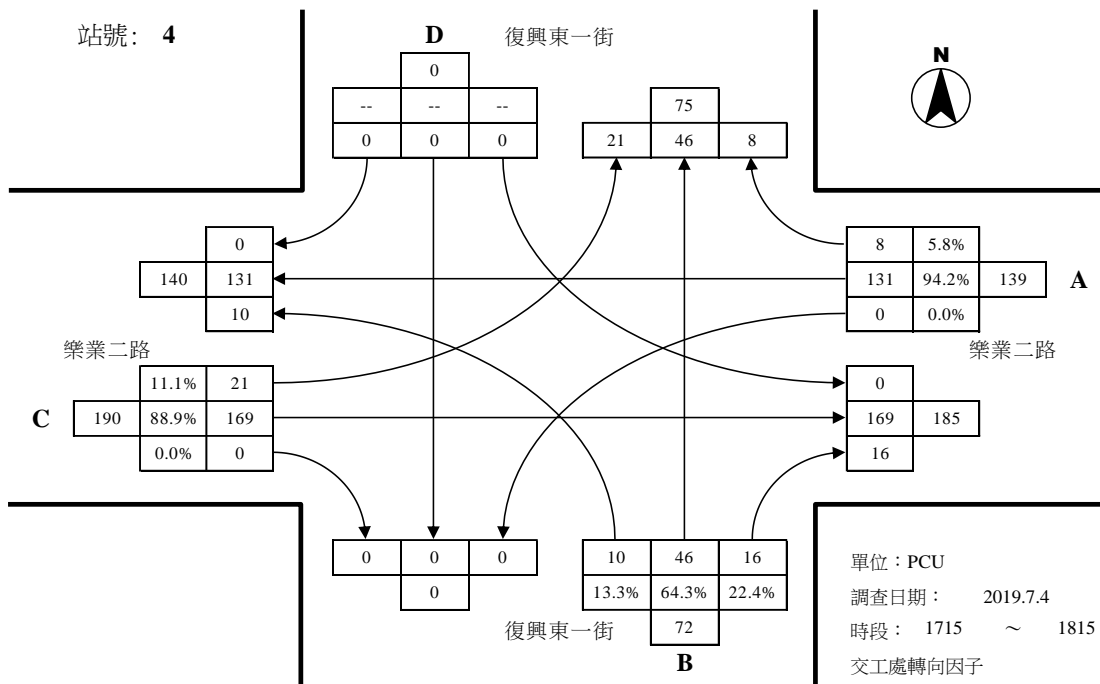 站號: 4
D 復興東一街
N
0
-- -- --
0 0 0
75
21 46 8
0
140 131
10
8 5.8%
131 94.2% 139 A
0 0.0%
樂業二路
樂業二路
11.1% 21
C 190 88.9% 169
0.0% 0
0
169 185
16
0 0 0
0
10 46 16
13.3% 64.3% 22.4%
72
復興東一街
B
單位：PCU
調查日期： 2019.7.4
時段： 1715 ～ 1815
交工處轉向因子